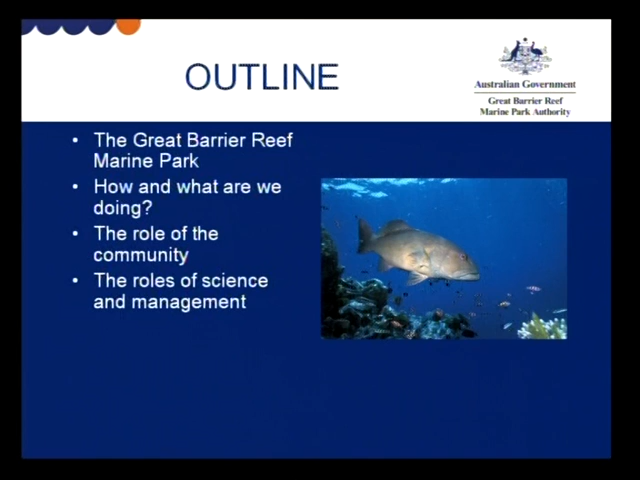 OUTLINE
Australian Government
Great Barrier Reef
Marine Park Authority
• The Great Barrier Reef
Marine Park
• How and what are we
doing?
• The role of the
community
• The roles of science
and management